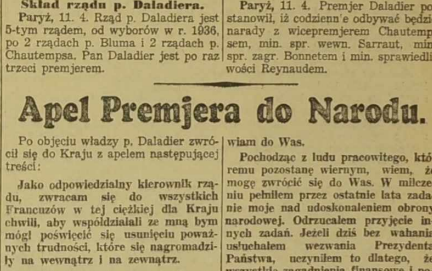 Skład rządu p. Daladiera.
Paryż, 11. 4. Rząd p. Daladiera jest
5-tym rządem, od wyborów w r. 1936,
po 2 rządach p. Bluma i 2 rządach p.
Chautempsa. Pan Daladier jest po raz
trzeci premjerem.
Paryż, 11. 4. Premjer Daladier po
stanowił, iż codzienne odbywać będzi
narady z wicepremjerem Chautemp
sem, min. spr. wewn. Sarraut, min.
spr. zagr. Bonnetem i min. sprawiedli
wości Reynaudem.
Apel Premjera do Narodu.
Po objęciu władzy p. Daladier zwró-
cił się do Kraju z apelem następującej
treści:
Jako odpowiedzialny kierownik rzą-
du, zwracam się do wszystkich
Francuzów w tej ciężkiej dla Kraju
chwili, aby współdziałali ze mną bym
mógł poświęcić się usunięciu poważ-
nych trudności, które się nagromadzi-
ły na wewnątrz i na zewnątrz.
wiam do Was.
Pochodząc z ludu pracowitego, któ
remu pozostanę wiernym, wiem, że
mogę zwrócić się do Was. W milcze
niu pełniłem przez ostatnie lata zada
nie moje nad udoskonaleniem obron
narodowej. Odrzucałem przyjęcie in
nych zadań. Jeżeli dziś bez wahania
usłuchałem wezwania Prezydenta
Państwa, uczyniłem to dlatego, że